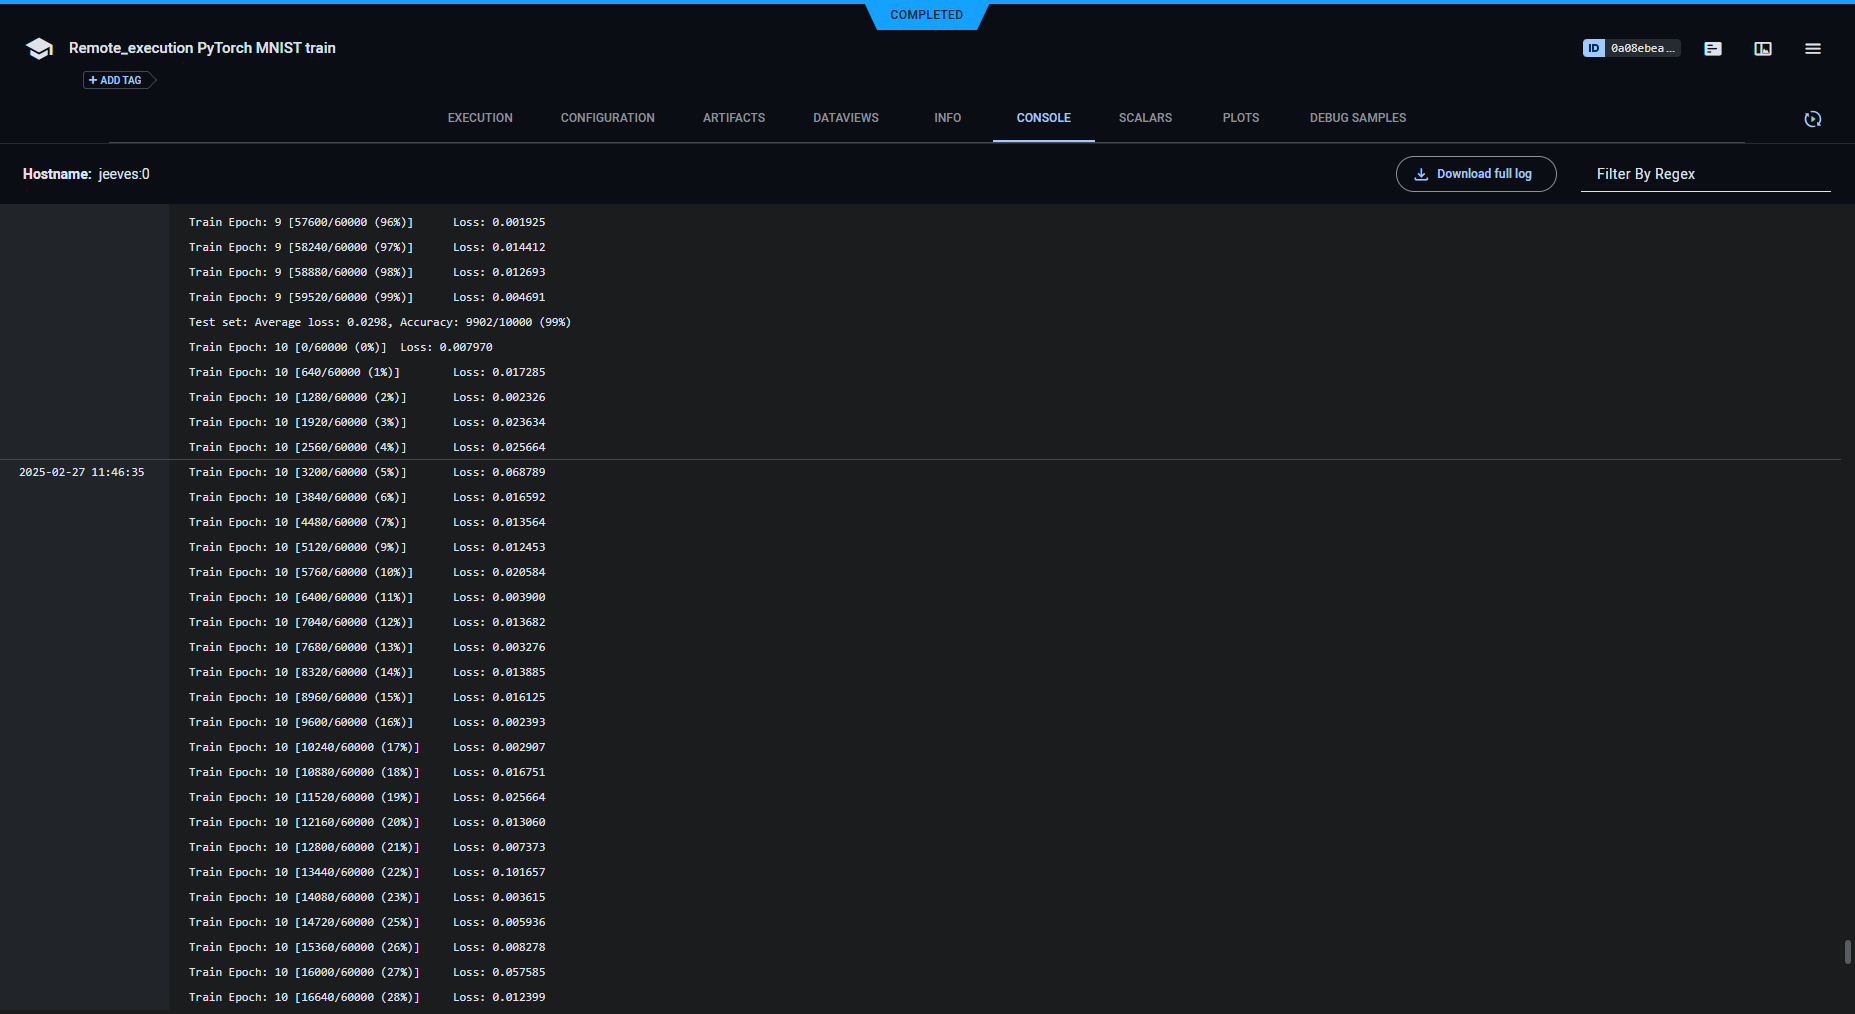 COMPLETED
Remote_execution PyTorch MNIST train
ID 0a08ebea ...
+ ADD TAG
EXECUTION CONFIGURATION ARTIFACTS DATAVIEWS INFO CONSOLE SCALARS PLOTS DEBUG SAMPLES
Hostname: jeeves:0
Download full log
Filter By Regex
Train Epoch: 9 [57600/60000 (96%)] Loss: 0.001925
Train Epoch: 9 [58240/60000 (97%)] Loss: 0.014412
Train Epoch: 9 [58880/60000 (98%)] Loss: 0.012693
Train Epoch: 9 [59520/60000 (99%)] Loss: 0.004691
Test set: Average loss: 0.0298, Accuracy: 9902/10000 (99%)
Train Epoch: 10 [0/60000 (0%)] Loss: 0.007970
Train Epoch: 10 [640/60000 (1%)] Loss: 0.017285
Train Epoch: 10 [1280/60000 (2%)] Loss: 0.002326
Train Epoch: 10 [1920/60000 (3%)] Loss: 0.023634
Train Epoch: 10 [2560/60000 (4%)] Loss: 0.025664
2025-02-27 11:46:35 Train Epoch: 10 [3200/60000 (5%)] Loss: 0.068789
Train Epoch: 10 [3840/60000 (6%)] Loss: 0.016592
Train Epoch: 10 [4480/60000 (7%)] Loss: 0.013564
Train Epoch: 10 [5120/60000 (9%)] Loss: 0.012453
Train Epoch: 10 [5760/60000 (10%)] Loss: 0.020584
Train Epoch: 10 [6400/60000 (11%)] Loss: 0.003900
Train Epoch: 10 [7040/60000 (12%)] Loss: 0.013682
Train Epoch: 10 [7680/60000 (13%)] Loss: 0.003276
Train Epoch: 10 [8320/60000 (14%)] Loss: 0.013885
Train Epoch: 10 [8960/60000 (15%)] Loss: 0.016125
Train Epoch: 10 [9600/60000 (16%)] Loss: 0.002393
Train Epoch: 10 [10240/60000 (17%)] Loss: 0.002907
Train Epoch: 10 [10880/60000 (18%)] Loss: 0.016751
Train Epoch: 10 [11520/60000 (19%)] Loss: 0.025664
Train Epoch: 10 [12160/60000 (20%)] Loss: 0.013060
Train Epoch: 10 [12800/60000 (21%)] Loss: 0.007373
Train Epoch: 10 [13440/60000 (22%)] Loss: 0.101657
Train Epoch: 10 [14080/60000 (23%)] Loss: 0.003615
Train Epoch: 10 [14720/60000 (25%)] Loss: 0.005936
Train Epoch: 10 [15360/60000 (26%)] Loss: 0.008278
Train Epoch: 10 [16000/60000 (27%)] Loss: 0.057585
Train Epoch: 10 [16640/60000 (28%)] Loss: 0.012399